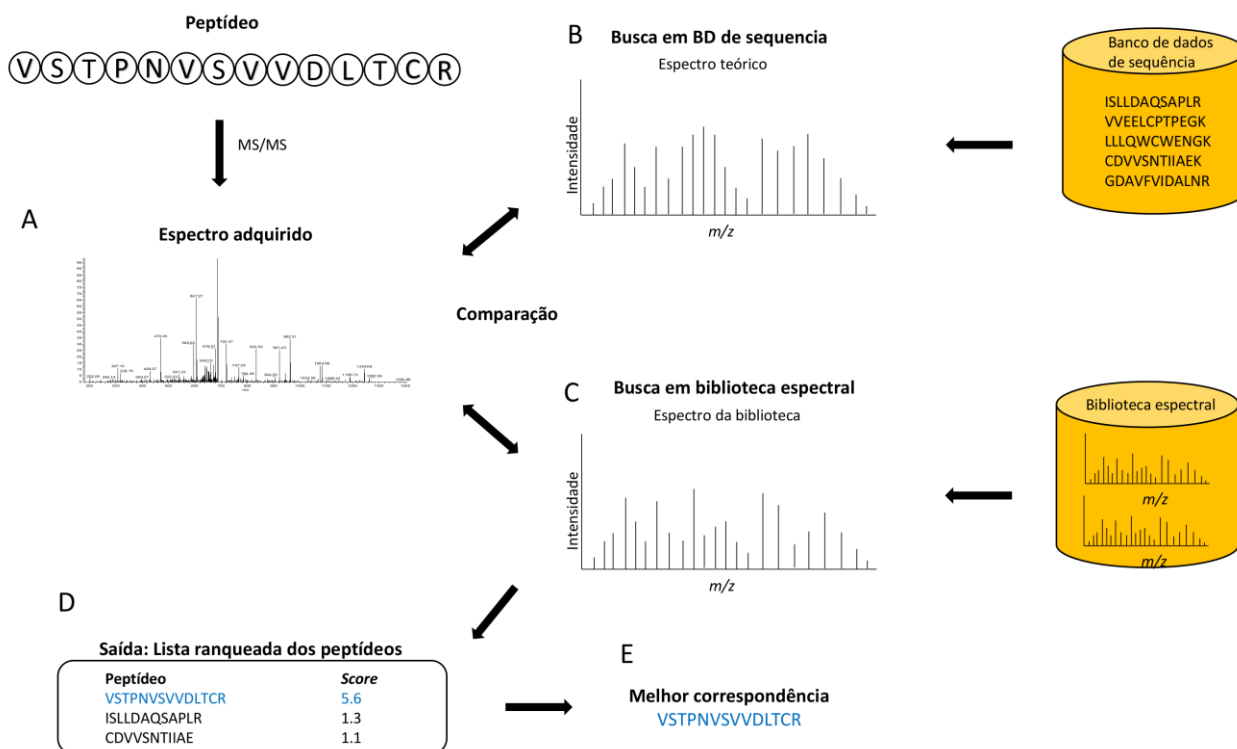 Peptídeo
V S T P N V S V V D L T C R
MS/MS
A
Espectro adquirido
Comparação
B
Busca em BD de sequencia
Espectro teórico
Intensidade
m/z
Banco de dados
de sequência
ISLLDAQSAPLR
VVEELCPTPEGK
LLLQWCWENGK
CDVVSNTIIAEK
GDAVFVIDALNR
C
Busca em biblioteca espectral
Espectro da biblioteca
Intensidade
m/z
Biblioteca espectral
m/z
m/z
D
Saída: Lista ranqueada dos peptídeos
Peptídeo Score
VSTPNVSVVDLTCR 5.6
ISLLDAQSAPLR 1.3
CDVVSNTIIAE 1.1
E
Melhor correspondência
VSTPNVSVVDLTCR